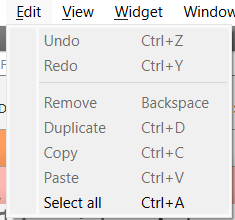 Edit View Widget Window
Undo Ctrl+Z
Redo Ctrl+Y
Remove Backspace
Duplicate Ctrl+D
Copy Ctrl+C
Paste Ctrl+V
Select all Ctrl+A